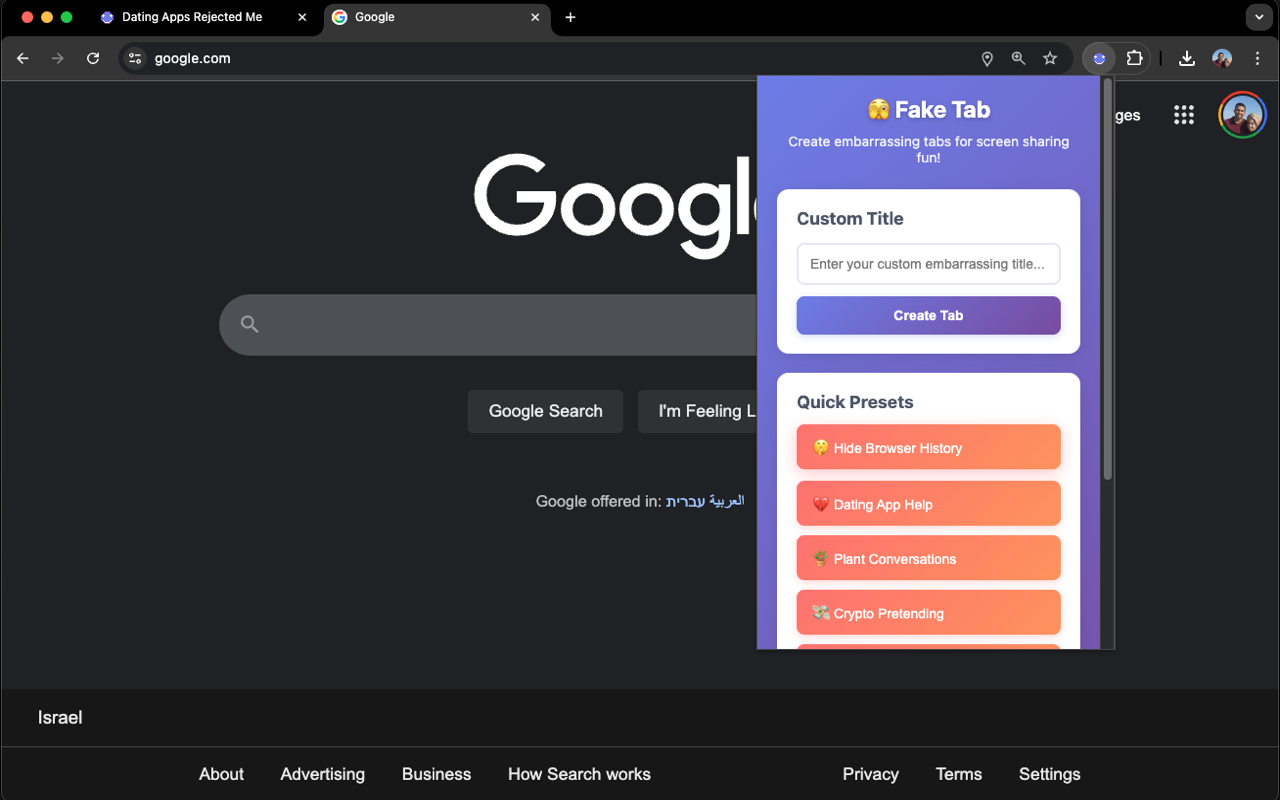 Dating Apps Rejected Me
Google
google.com
🫣 Fake Tab
Create embarrassing tabs for screen sharing
fun!
ges
Google
Custom Title
Enter your custom embarrassing title...
Create Tab
Google Search
I'm Feeling L
Quick Presets
🤫 Hide Browser History
💔 Dating App Help
🪴 Plant Conversations
💸 Crypto Pretending
Google offered in: עברית العربية
Israel
About Advertising Business How Search works Privacy Terms Settings